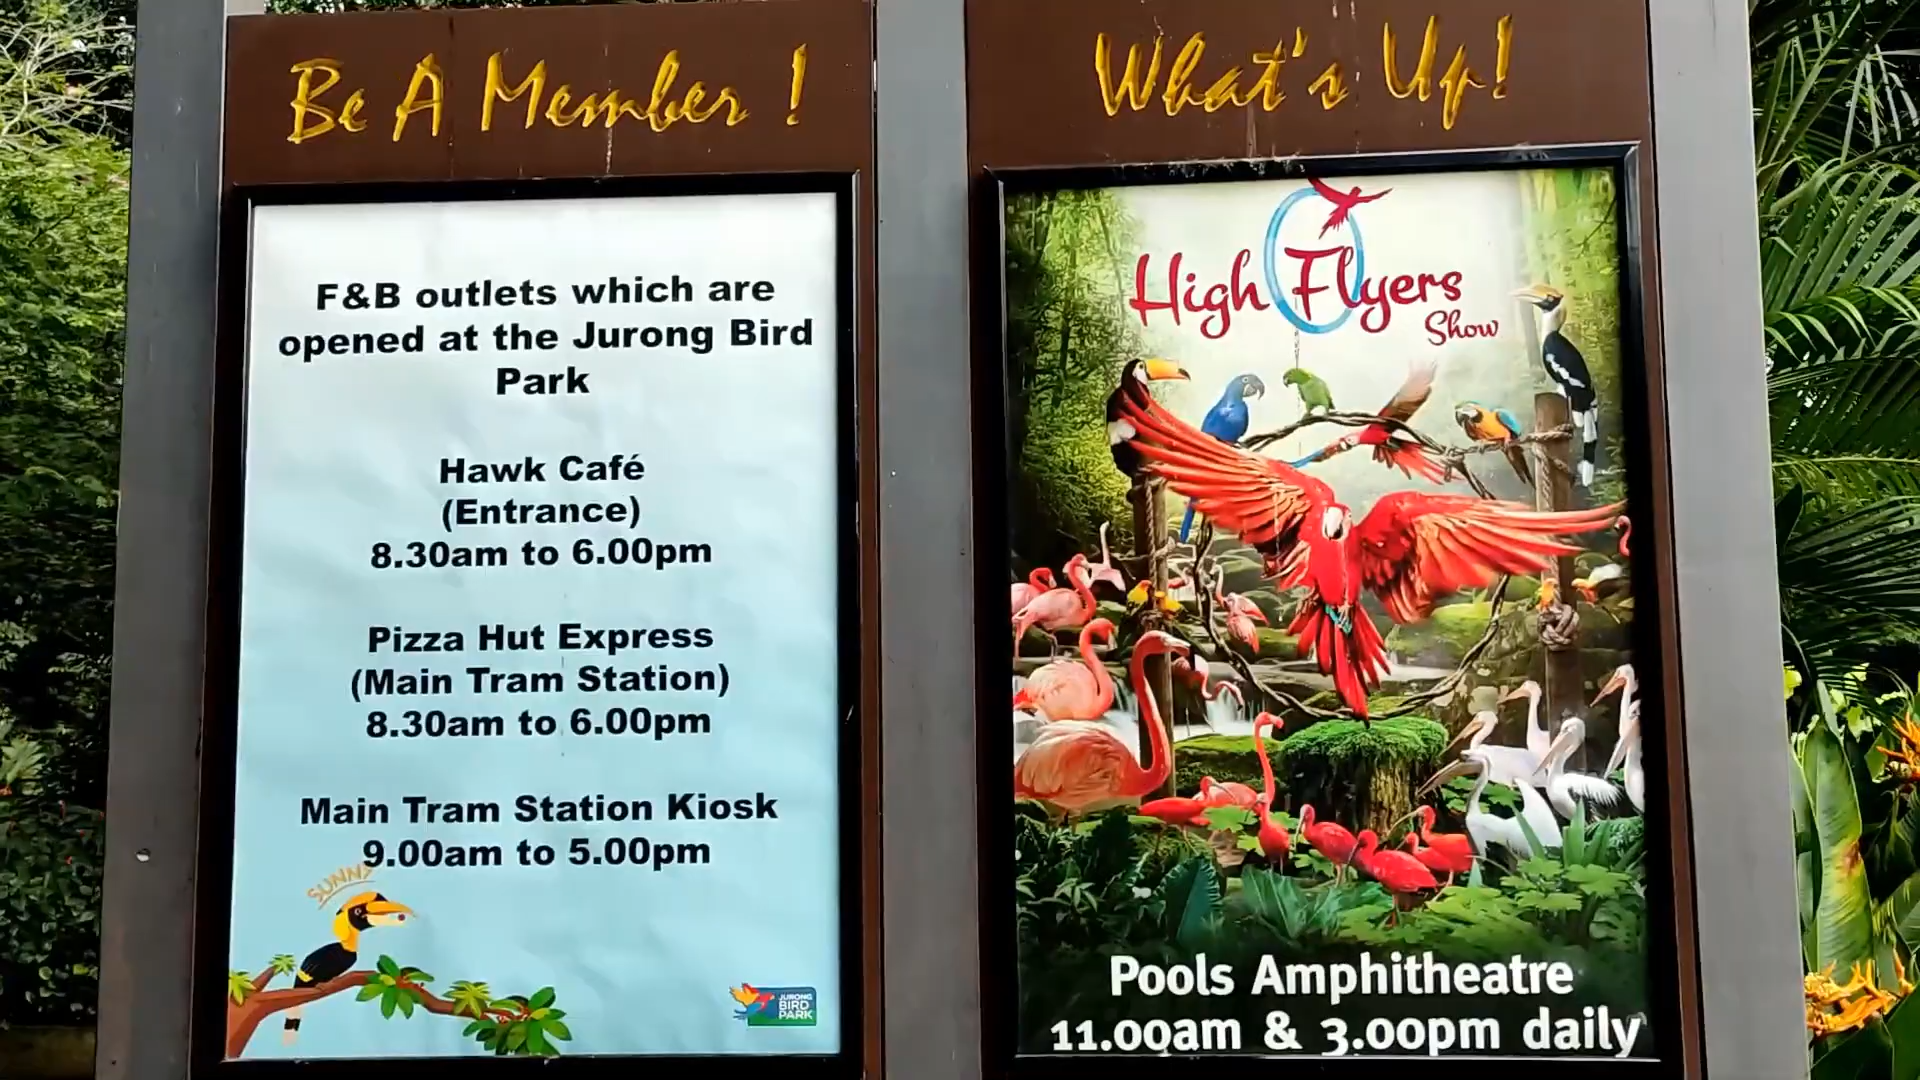 Be A Member !
F&B outlets which are
opened at the Jurong Bird
Park
Hawk Café
(Entrance)
8.30am to 6.00pm
Pizza Hut Express
(Main Tram Station)
8.30am to 6.00pm
Main Tram Station Kiosk
9.00am to 5.00pm
SUNNY
JURONG
BIRD
PARK
What's Up!
High Flyers
Show
Pools Amphitheatre
11.00am & 3.00pm daily